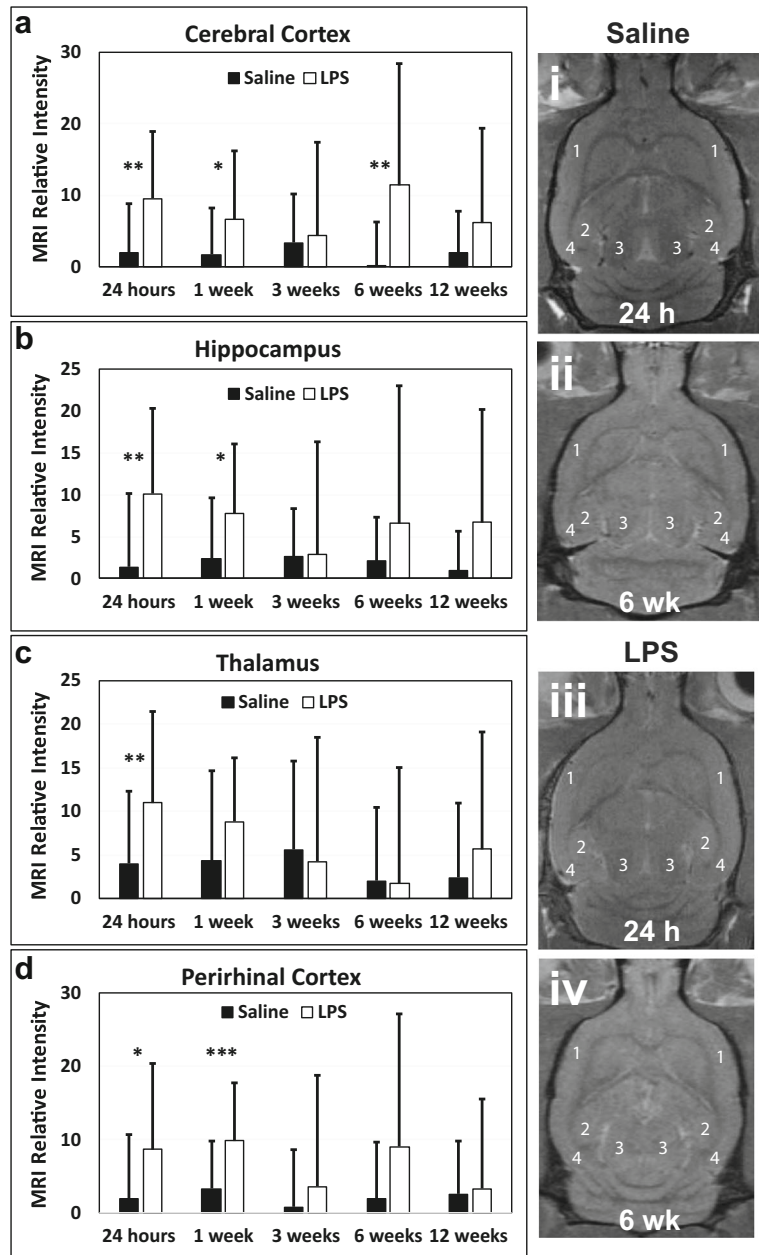 a
Cerebral Cortex
30
20
10
0
MRI Relative Intensity
Saline LPS
** * **
24 hours 1 week 3 weeks 6 weeks 12 weeks
b
Hippocampus
25
20
15
10
5
0
MRI Relative Intensity
Saline LPS
** *
24 hours 1 week 3 weeks 6 weeks 12 weeks
c
Thalamus
25
20
15
10
5
0
MRI Relative Intensity
Saline LPS
**
24 hours 1 week 3 weeks 6 weeks 12 weeks
d
Perirhinal Cortex
30
20
10
0
MRI Relative Intensity
Saline LPS
* ***
24 hours 1 week 3 weeks 6 weeks 12 weeks
Saline
i
1 1
2 2
4 3 3 4
24 h
ii
1 1
2 3 3 2
4 4
6 wk
LPS
iii
1 1
2 2
4 3 3 4
24 h
iv
1 1
2 2
3 3
4 4
6 wk